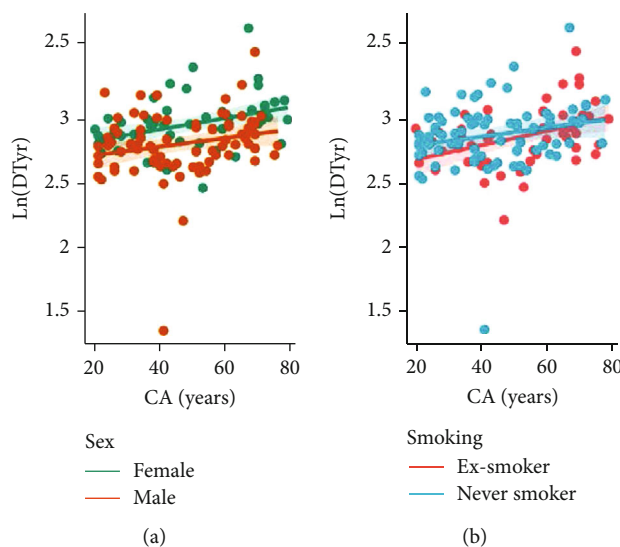 2.5
3
2.5
2
1.5
Ln(DTyr)
20 40 60 80
CA (years)
Sex
Female
Male
(a)
2.5
3
2.5
2
1.5
Ln(DTyr)
20 40 60 80
CA (years)
Smoking
Ex-smoker
Never smoker
(b)